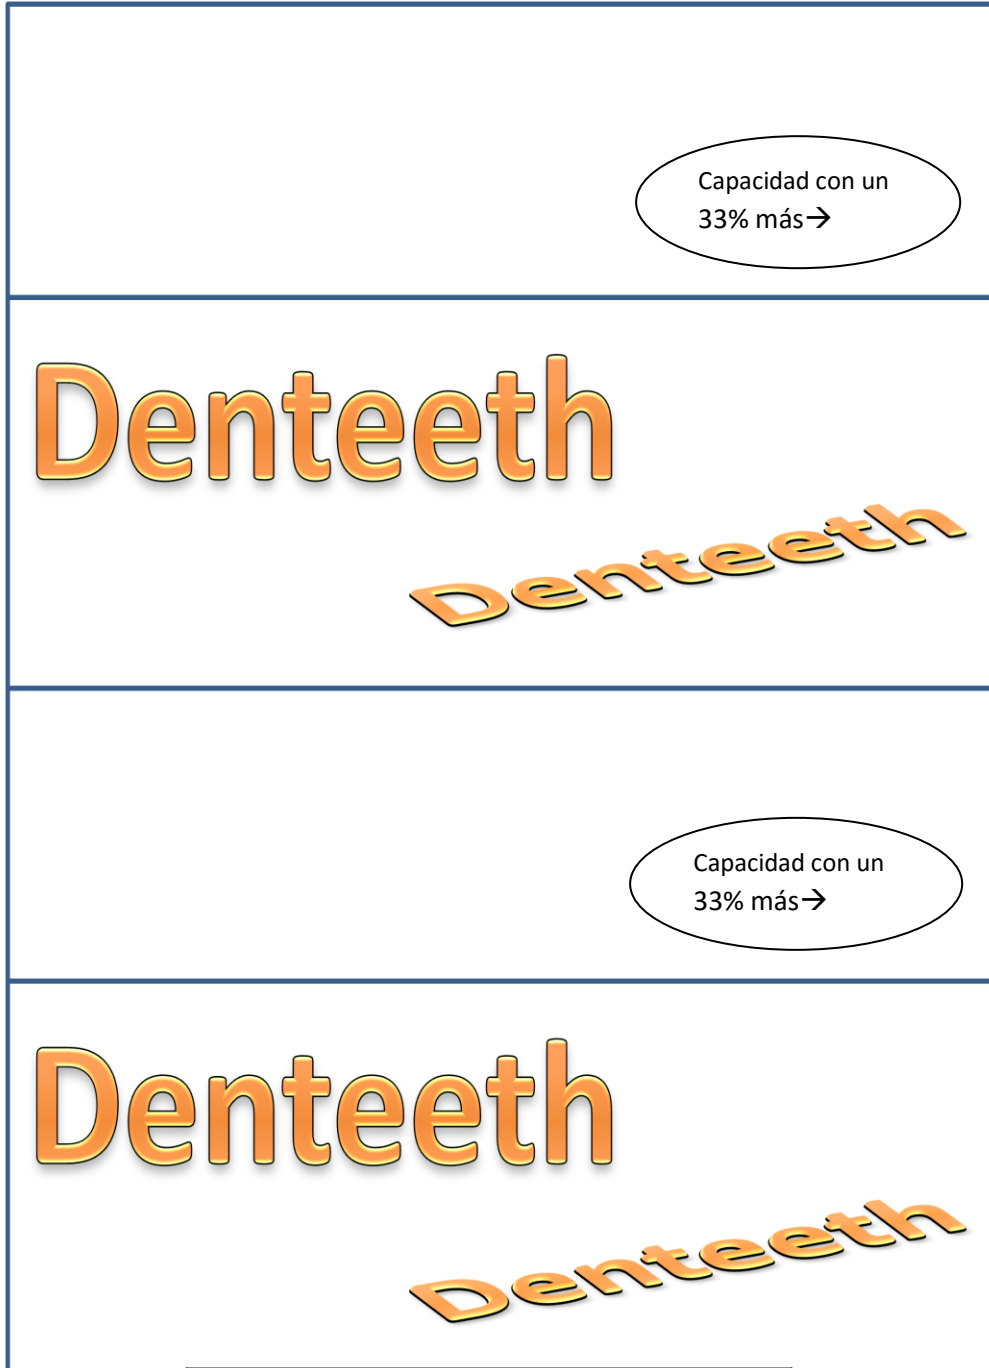 Capacidad con un
33% más→
Denteeth
Denteeth
Capacidad con un
33% más→
Denteeth
Denteeth